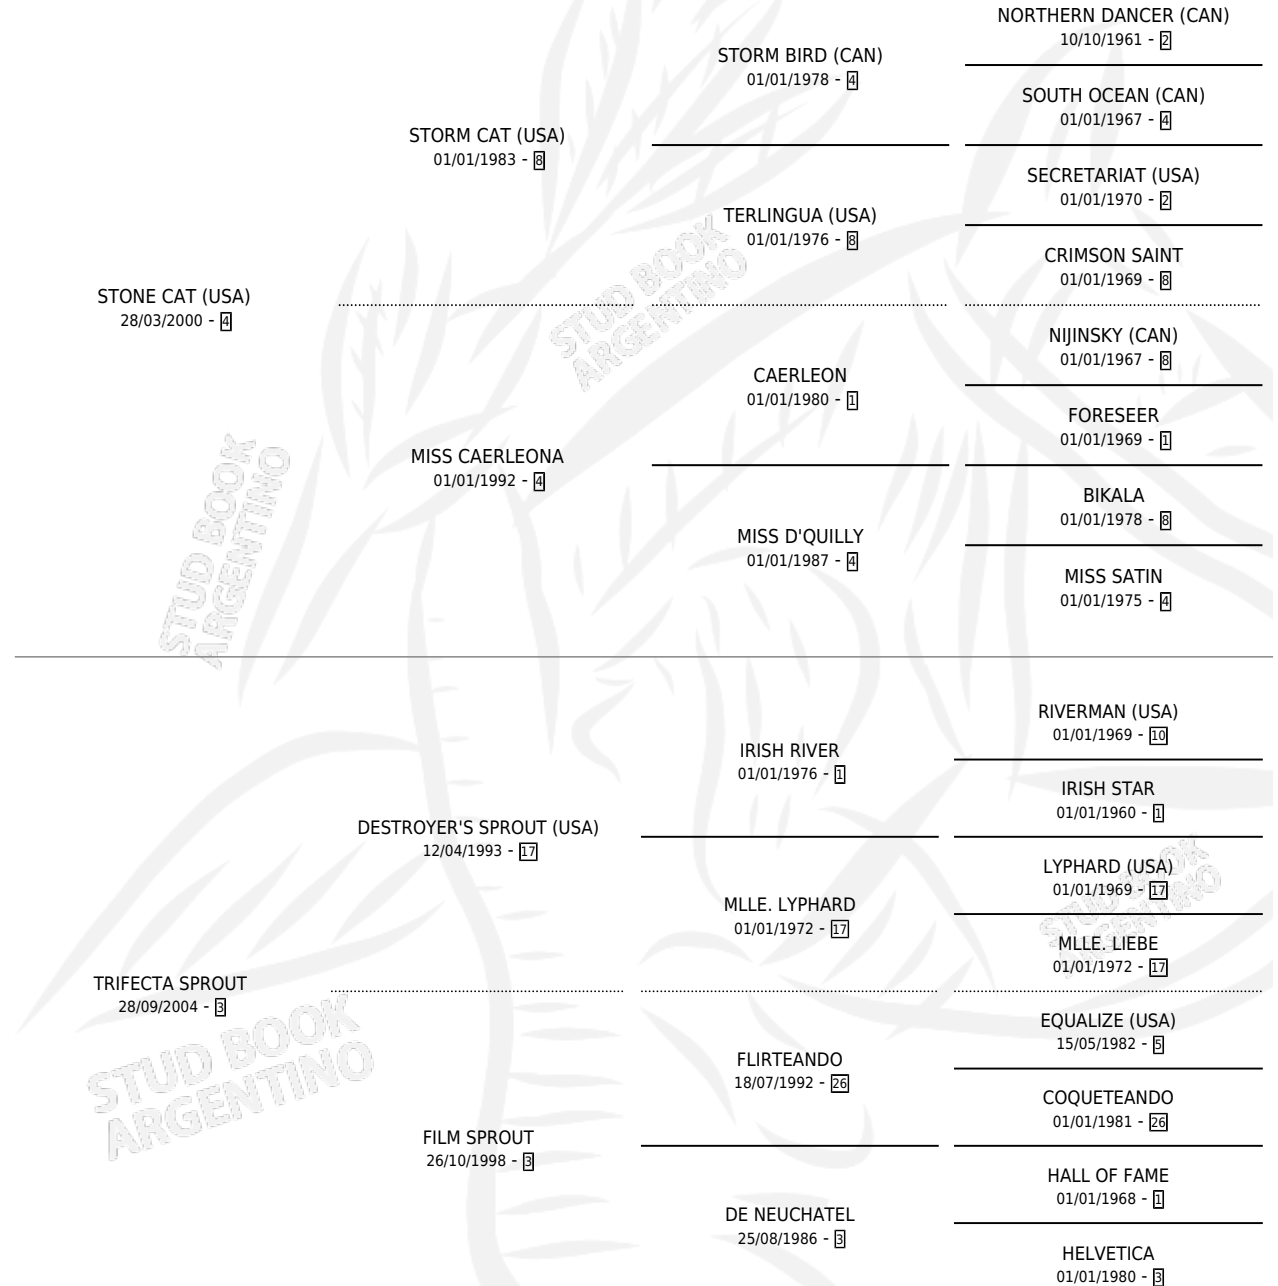 NORTHERN DANCER (CAN)
10/10/1961 - 2
STORM BIRD (CAN)
01/01/1978 - 4
SOUTH OCEAN (CAN)
01/01/1967 - 4
STORM CAT (USA)
01/01/1983 - 8
SECRETARIAT (USA)
01/01/1970 - 2
TERLINGUA (USA)
01/01/1976 - 8
CRIMSON SAINT
01/01/1969 - 8
STONE CAT (USA)
28/03/2000 - 4
NIJINSKY (CAN)
01/01/1967 - 8
CAERLEON
01/01/1980 - 1
FORESEER
01/01/1969 - 1
MISS CAERLEONA
01/01/1992 - 4
BIKALA
01/01/1978 - 8
MISS D'QUILLY
01/01/1987 - 4
MISS SATIN
01/01/1975 - 4
RIVERMAN (USA)
01/01/1969 - 10
IRISH RIVER
01/01/1976 - 1
IRISH STAR
01/01/1960 - 1
DESTROYER'S SPROUT (USA)
12/04/1993 - 17
LYPHARD (USA)
01/01/1969 - 17
MLLE. LYPHARD
01/01/1972 - 17
MLLE. LIEBE
01/01/1972 - 17
TRIFECTA SPROUT
28/09/2004 - 3
EQUALIZE (USA)
15/05/1982 - 5
FLIRTEANDO
18/07/1992 - 26
COQUETEANDO
01/01/1981 - 26
FILM SPROUT
26/10/1998 - 3
HALL OF FAME
01/01/1968 - 1
DE NEUCHATEL
25/08/1986 - 3
HELVETICA
01/01/1980 - 3
STUD BOOK
ARGENTINO
STUD BOOK
ARGENTINO
STUD BOOK
ARGENTINO
STUD BOOK
ARGENTINO